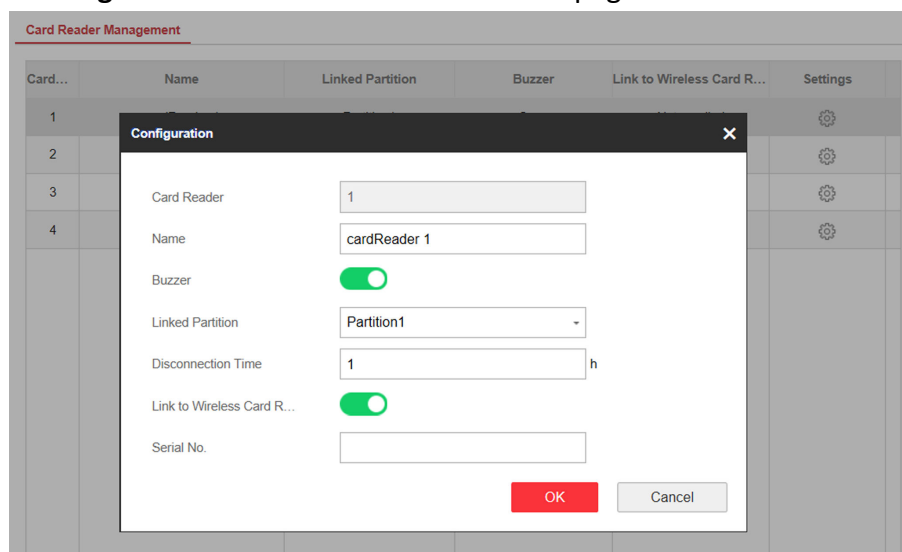 Card Reader Management
Card... Name Linked Partition Buzzer Link to Wireless Card R... Settings
1
Configuration
2
3
4
Card Reader 1
Name cardReader 1
Buzzer
Linked Partition Partition1
Disconnection Time 1 h
Link to Wireless Card R...
Serial No.
OK Cancel